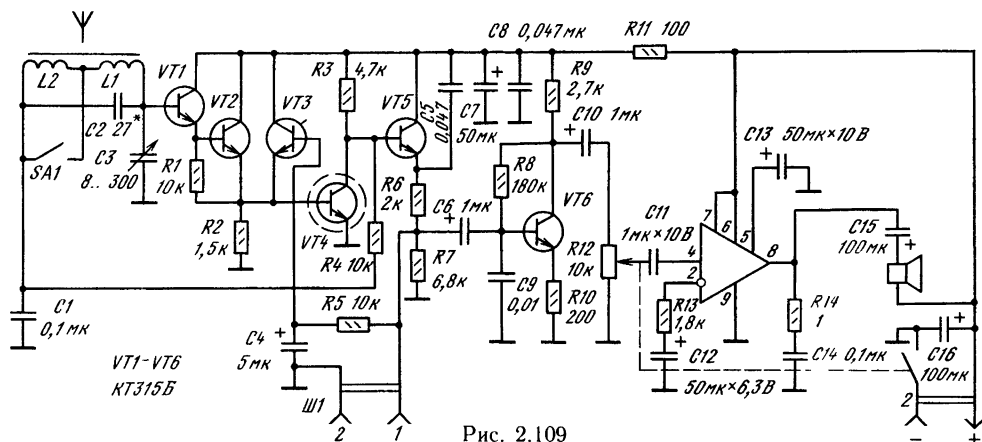 C8 0,047мк
R11 100
L2
L1
VT1
R3
4,7к
R9
2,7к
VT2
VT3
VT5
C5
0,047
C7
50мк
C10 1мк
C2 27*
C13 50мк×10В
C3
8.. 300
SA1
R1
10к
R8
180к
R6
2к
C6 1мк
VT6
7
6
5
C15
100мк
R2
1,5к
VT4
R4 10к
R12
10к
C11
1мк×10В
4
2
8
9
R7
6,8к
C9
0,01
R10
200
R13
1,8к
R14
1
C1
0,1мк
R5 10к
C4
5мк
C12
C14 0,1мк
C16
100мк
VT1-VT6
КТ315Б
50мк×6,3В
Ш1
2
1
2
Рис. 2.109